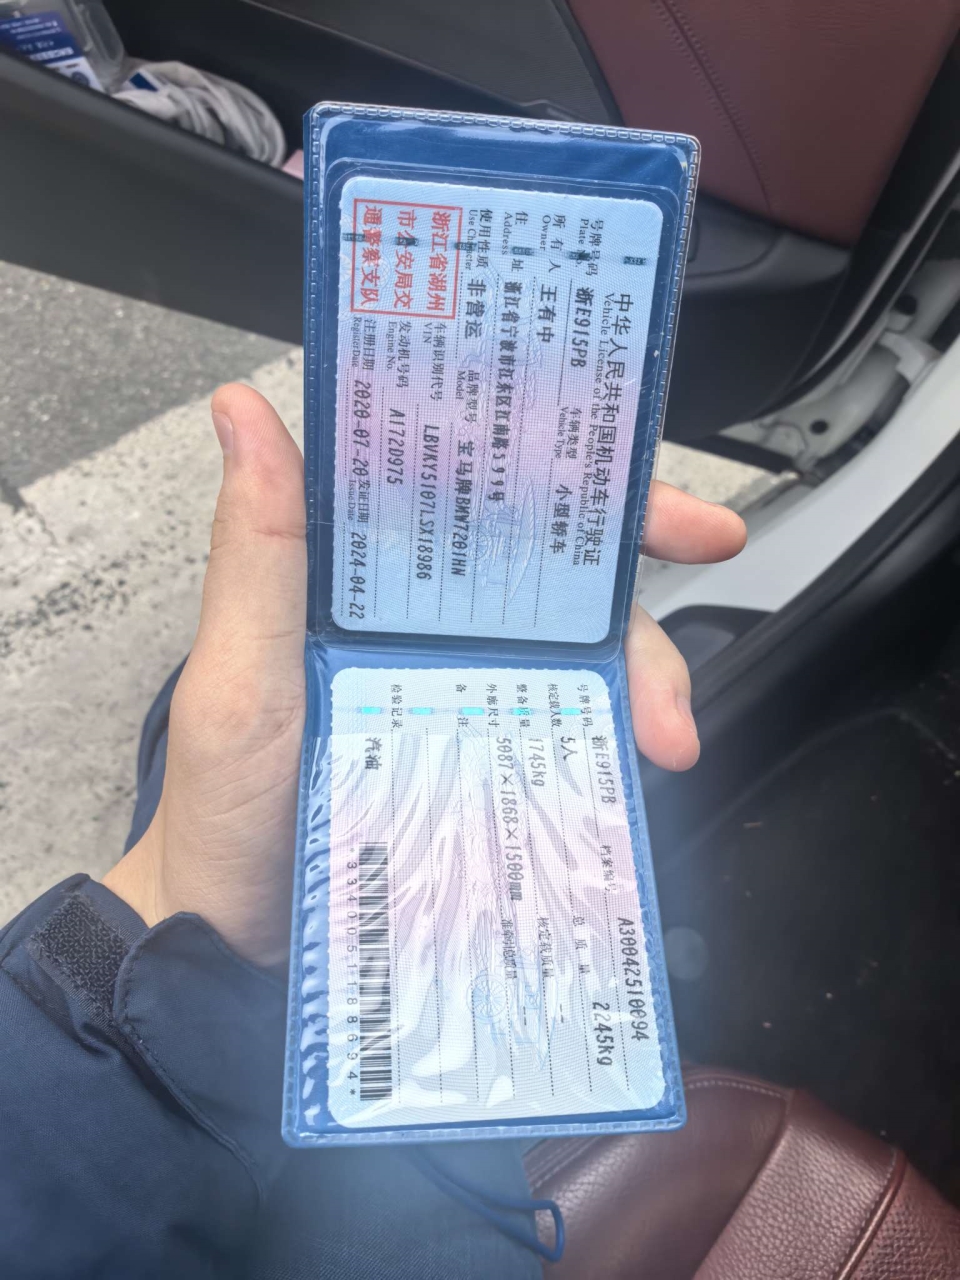 中华人民共和国机动车行驶证
Vehicle License of the People's Republic of China
号牌号码 浙E915PB 车辆类型 小型轿车
Plate No. Vehicle Type
所有人 王有中
Owner
住址 浙江省宁波市江东区江南路599号
Address
使用性质 非营运 品牌型号 宝马牌BMW7201HN
Use Character Model
浙江省湖州
市公安局交
通警察支队
车辆识别代号 LBVKY5107LSX18986
VIN
发动机号码 A172D975
Engine No.
注册日期 2020-07-20 发证日期 2024-04-22
Register Date Issue Date
号牌号码 浙E915PB 档案编号 A30042510094
核定载人数 5人 总质量 2245kg
整备质量 1745kg 核定载质量 --
外廓尺寸 5087×1868×1500mm 准牵引总质量 --
备注
检验记录
汽油
*3340051188694*